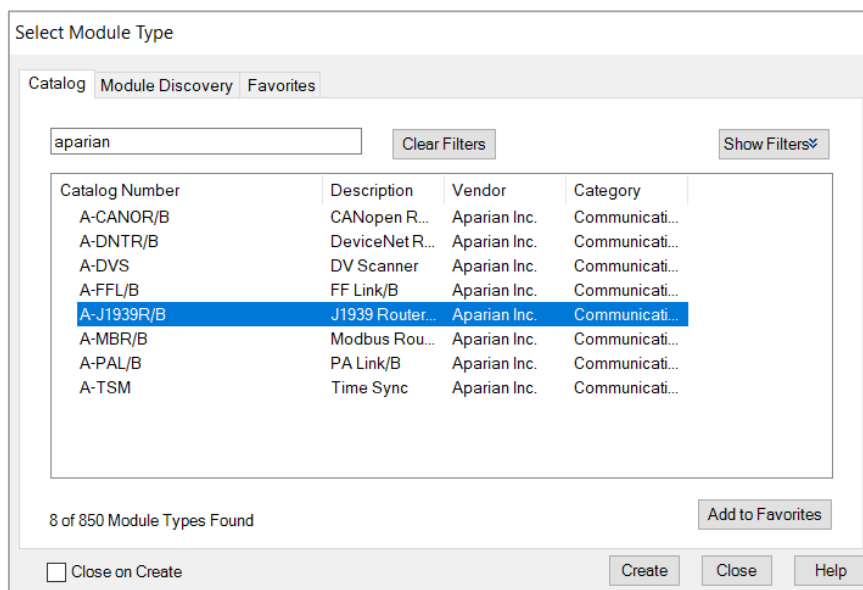 Select Module Type
Catalog Module Discovery Favorites
aparian Clear Filters Show Filters
Catalog Number Description Vendor Category
A-CANOR/B CANopen R... Aparian Inc. Communicati...
A-DNTR/B DeviceNet R... Aparian Inc. Communicati...
A-DVS DV Scanner Aparian Inc. Communicati...
A-FFL/B FF Link/B Aparian Inc. Communicati...
A-J1939R/B J1939 Router... Aparian Inc. Communicati...
A-MBR/B Modbus Rou... Aparian Inc. Communicati...
A-PAL/B PA Link/B Aparian Inc. Communicati...
A-TSM Time Sync Aparian Inc. Communicati...
8 of 850 Module Types Found Add to Favorites
Close on Create Create Close Help